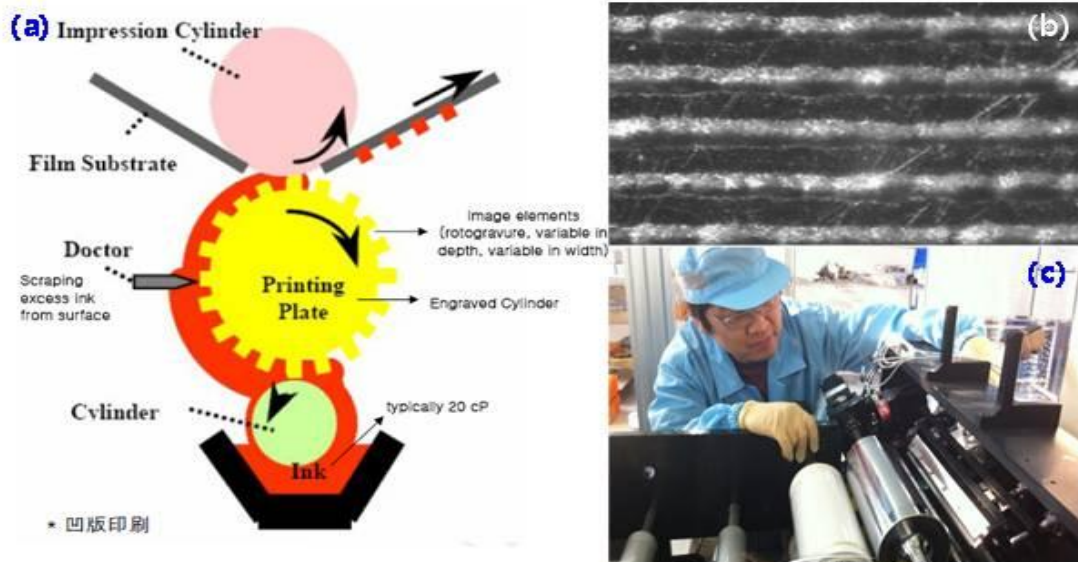 (a)
Impression Cylinder
Film Substrate
Doctor
Scraping
excess ink
from surface
Image elements
(rotogravure, variable in
depth, variable in width)
Printing
Plate
Engraved Cylinder
Cylinder
typically 20 cP
Ink
* 凹版印刷
(b)
(c)